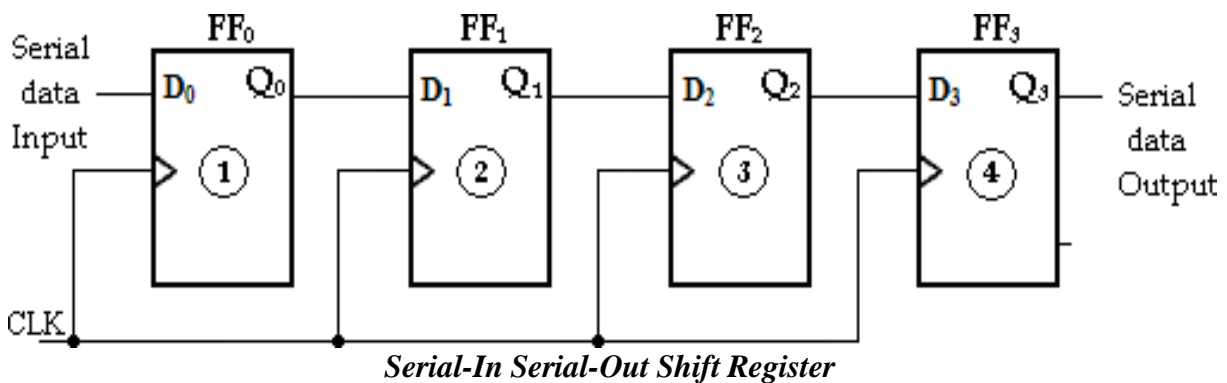 FF₀ FF₁ FF₂ FF₃
Serial
data
Input
D₀ Q₀ D₁ Q₁ D₂ Q₂ D₃ Q₃
Serial
data
Output
1 2 3 4
CLK
Serial-In Serial-Out Shift Register